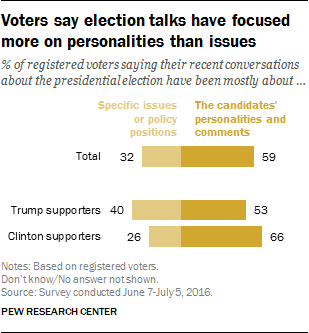 Voters say election talks have focused
more on personalities than issues
% of registered voters saying their recent conversations
about the presidential election have been mostly about ...
Specific issues
or policy
positions
The candidates'
personalities and
comments
Total 32 59
Trump supporters 40 53
Clinton supporters 26 66
Notes: Based on registered voters.
Don't know/No answer not shown.
Source: Survey conducted June 7-July 5, 2016.
PEW RESEARCH CENTER